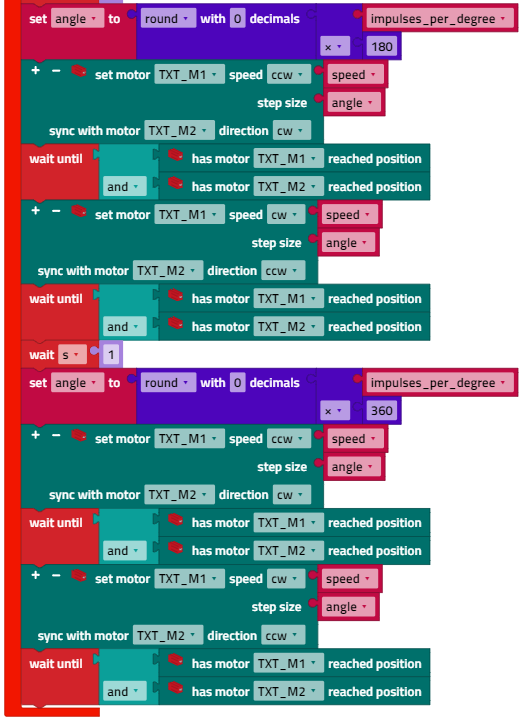 set angle to round with 0 decimals impulses_per_degree
× 180
+ − set motor TXT_M1 speed ccw speed
step size angle
sync with motor TXT_M2 direction cw
wait until has motor TXT_M1 reached position
and has motor TXT_M2 reached position
+ − set motor TXT_M1 speed cw speed
step size angle
sync with motor TXT_M2 direction ccw
wait until has motor TXT_M1 reached position
and has motor TXT_M2 reached position
wait s 1
set angle to round with 0 decimals impulses_per_degree
× 360
+ − set motor TXT_M1 speed ccw speed
step size angle
sync with motor TXT_M2 direction cw
wait until has motor TXT_M1 reached position
and has motor TXT_M2 reached position
+ − set motor TXT_M1 speed cw speed
step size angle
sync with motor TXT_M2 direction ccw
wait until has motor TXT_M1 reached position
and has motor TXT_M2 reached position